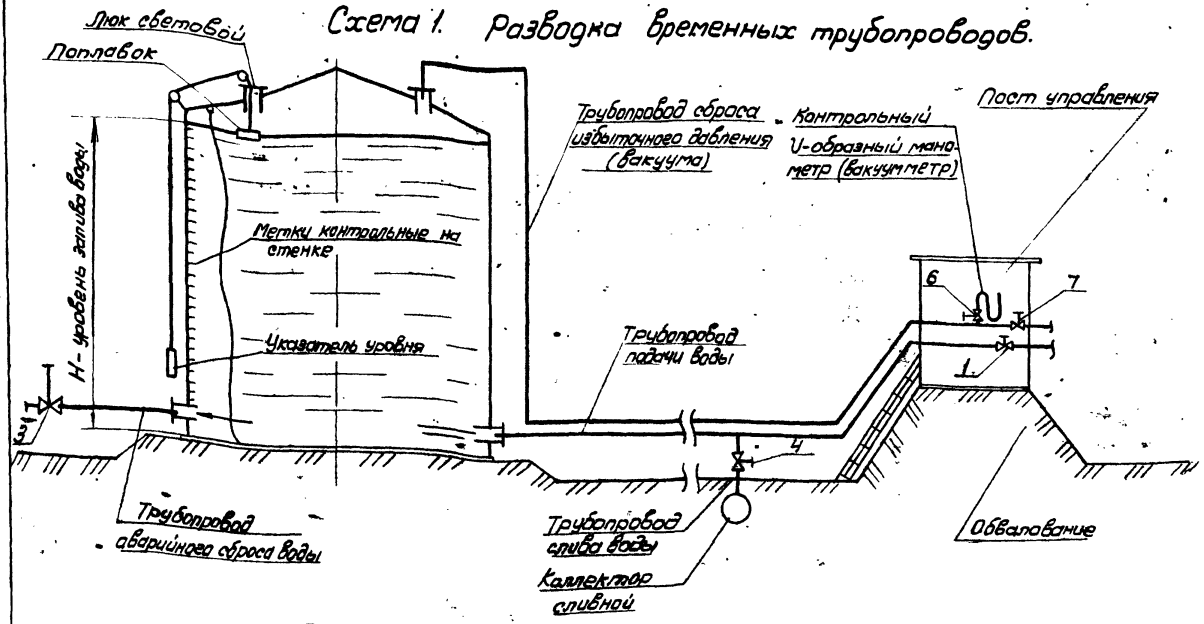 Схема 1. Разводка временных трубопроводов.
Люк световой
Поплавок
Трубопровод сброса
избыточного давления
(вакуума)
Контрольный
U-образный мано-
метр (вакуумметр)
Пост управления
H-уровень залива воды
Метки контрольные на
стенке
Указатель уровня
Трубопровод
подачи воды
6
7
1
3
4
Трубопровод
аварийного сброса воды
Трубопровод
слива воды
Коллектор
сливной
Обвалование